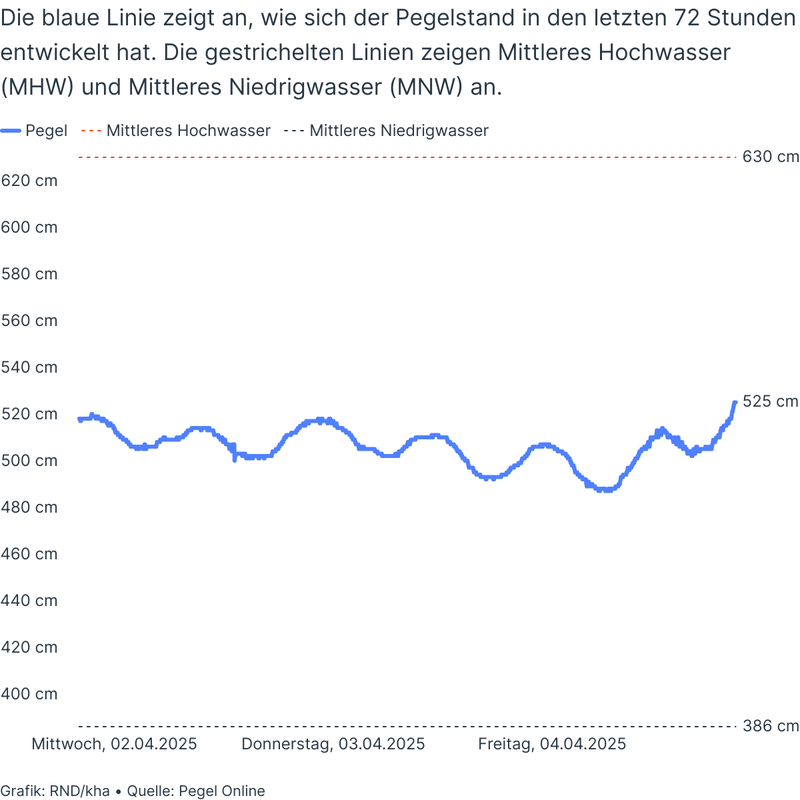 Die blaue Linie zeigt an, wie sich der Pegelstand in den letzten 72 Stunden
entwickelt hat. Die gestrichelten Linien zeigen Mittleres Hochwasser
(MHW) und Mittleres Niedrigwasser (MNW) an.
Pegel Mittleres Hochwasser Mittleres Niedrigwasser
630 cm
620 cm
600 cm
580 cm
560 cm
540 cm
520 cm
525 cm
500 cm
480 cm
460 cm
440 cm
420 cm
400 cm
386 cm
Mittwoch, 02.04.2025 Donnerstag, 03.04.2025 Freitag, 04.04.2025
Grafik: RND/kha • Quelle: Pegel Online